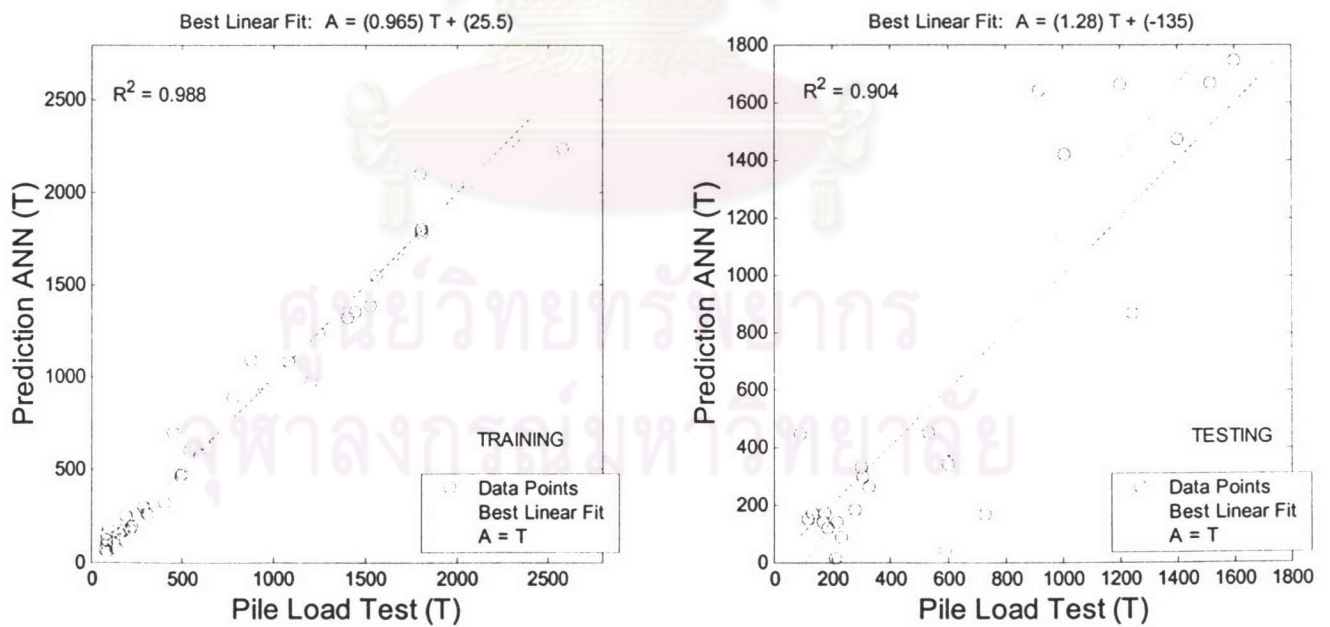 Best Linear Fit: A = (0.965) T + (25.5)
R² = 0.988
Prediction ANN (T)
2500
2000
1500
1000
500
0
TRAINING
Data Points
Best Linear Fit
A = T
0 500 1000 1500 2000 2500
Pile Load Test (T)
Best Linear Fit: A = (1.28) T + (-135)
R² = 0.904
Prediction ANN (T)
1800
1600
1400
1200
1000
800
600
400
200
0
TESTING
Data Points
Best Linear Fit
A = T
0 200 400 600 800 1000 1200 1400 1600 1800
Pile Load Test (T)
ศูนย์วิทยทรัพยากร
จุฬาลงกรณ์มหาวิทยาลัย